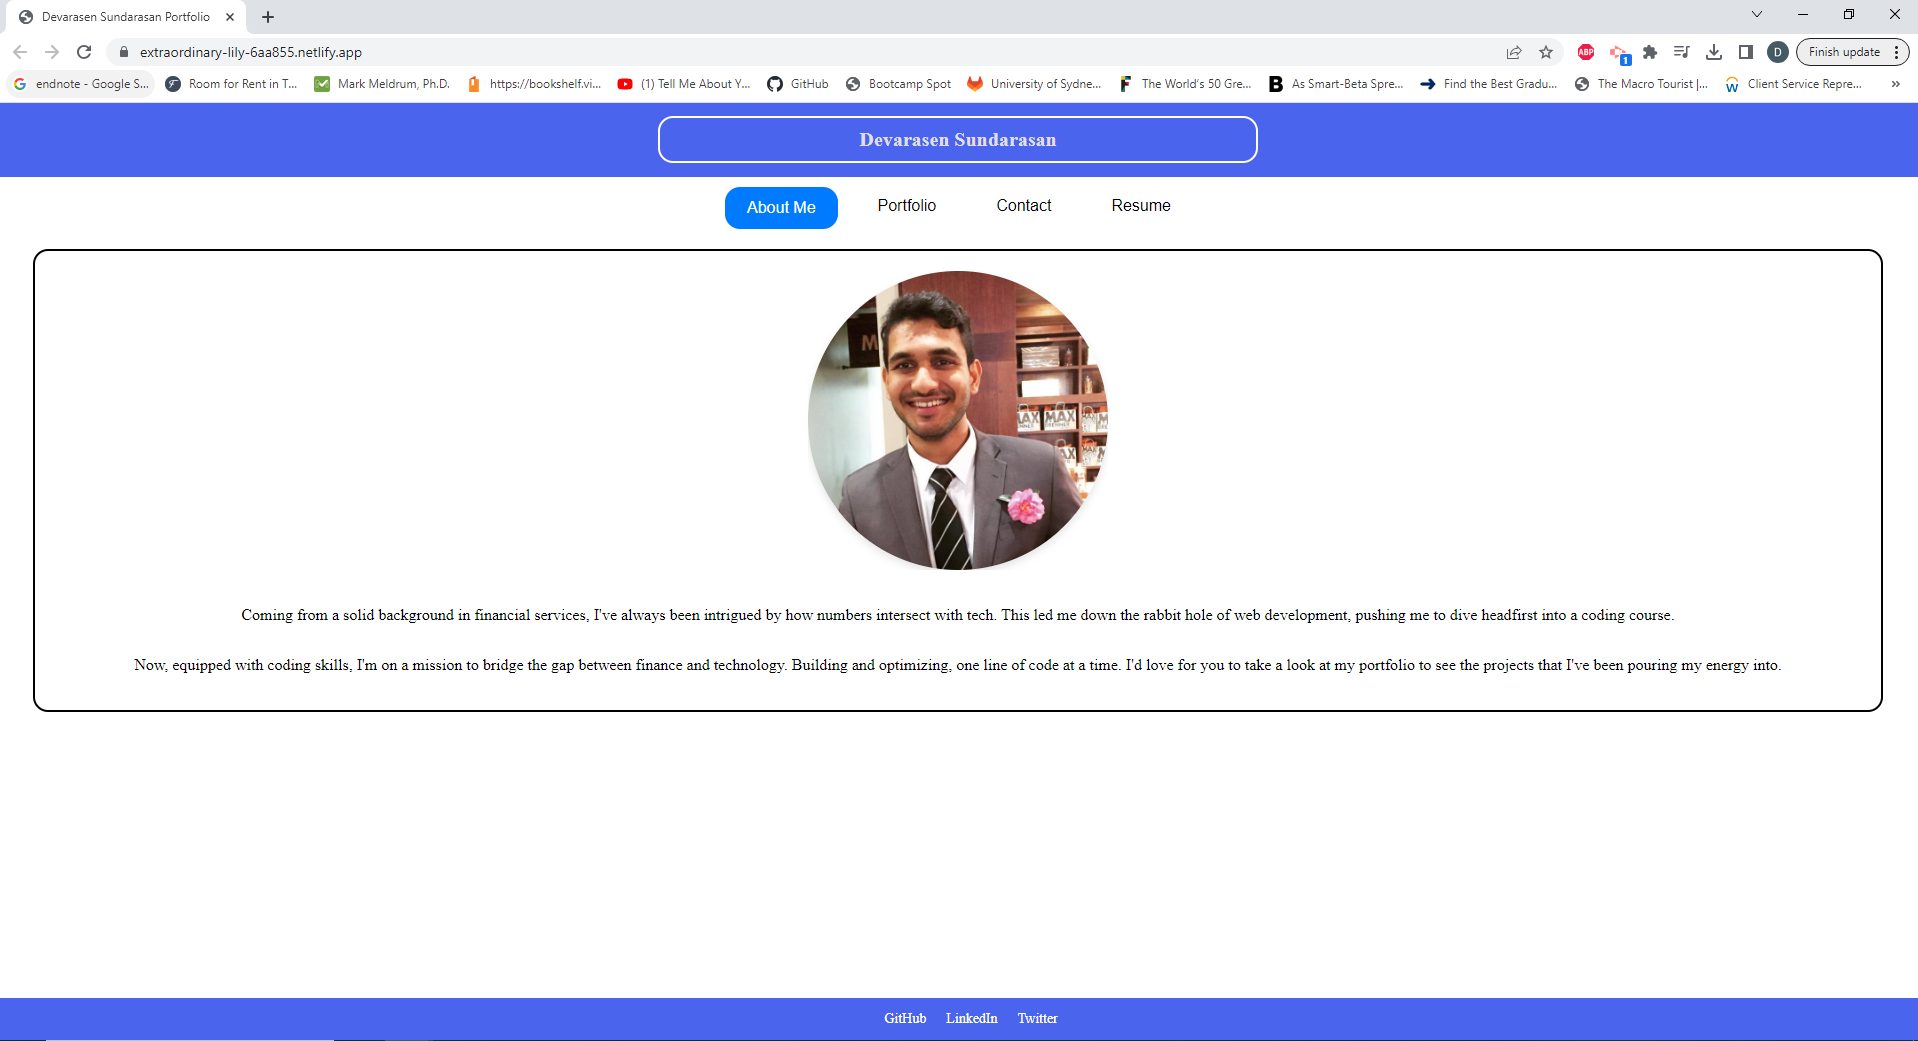 Devarasen Sundarasan Portfolio
extraordinary-lily-6aa855.netlify.app
ABP
1
D
Finish update
endnote - Google S...
Room for Rent in T...
Mark Meldrum, Ph.D.
https://bookshelf.vi...
(1) Tell Me About Y...
GitHub
Bootcamp Spot
University of Sydne...
The World's 50 Gre...
As Smart-Beta Spre...
Find the Best Gradu...
The Macro Tourist |...
Client Service Repre...
Devarasen Sundarasan
About Me
Portfolio
Contact
Resume
MAX
MAX
BRENNER
MAX
Coming from a solid background in financial services, I've always been intrigued by how numbers intersect with tech. This led me down the rabbit hole of web development, pushing me to dive headfirst into a coding course.
Now, equipped with coding skills, I'm on a mission to bridge the gap between finance and technology. Building and optimizing, one line of code at a time. I'd love for you to take a look at my portfolio to see the projects that I've been pouring my energy into.
GitHub
LinkedIn
Twitter